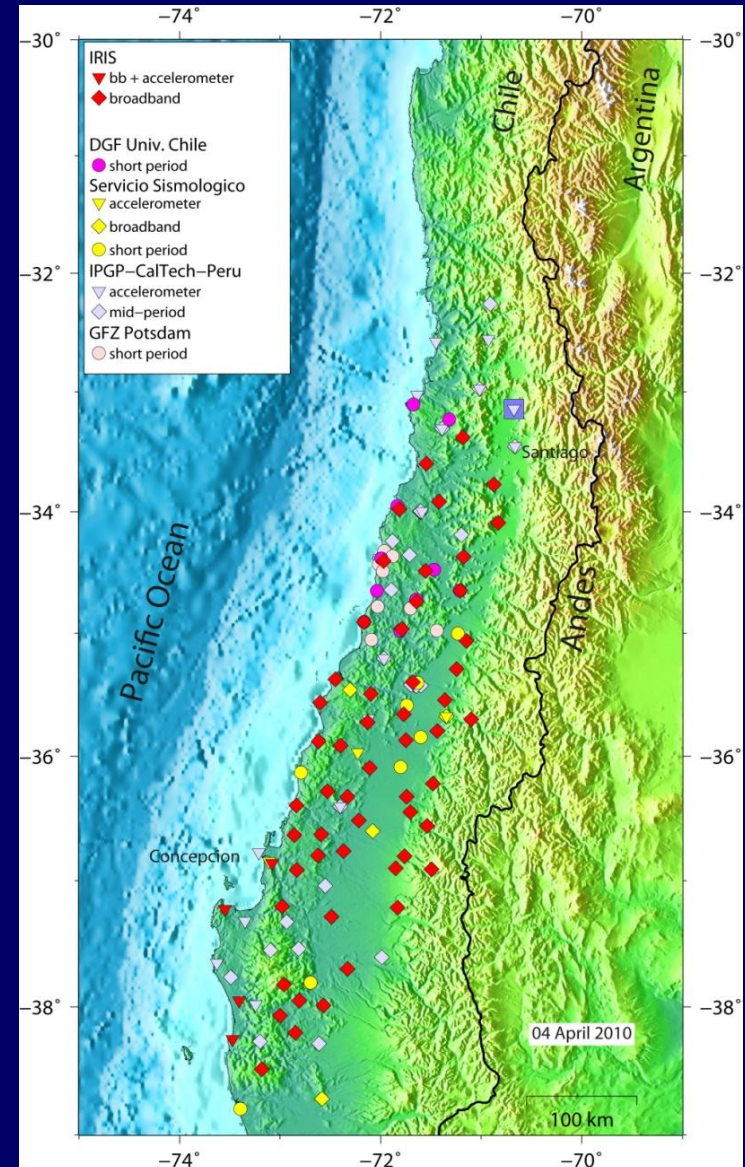 −74° −72° −70°
−30° −30°
IRIS
bb + accelerometer
broadband
DGF Univ. Chile
short period
Servicio Sismologico
accelerometer
broadband
short period
IPGP−CalTech−Peru
accelerometer
mid−period
GFZ Potsdam
short period
Chile
Argentina
−32° −32°
Santiago
−34° −34°
Pacific Ocean
Andes
−36° −36°
Concepcion
−38° −38°
04 April 2010
100 km
−74° −72° −70°